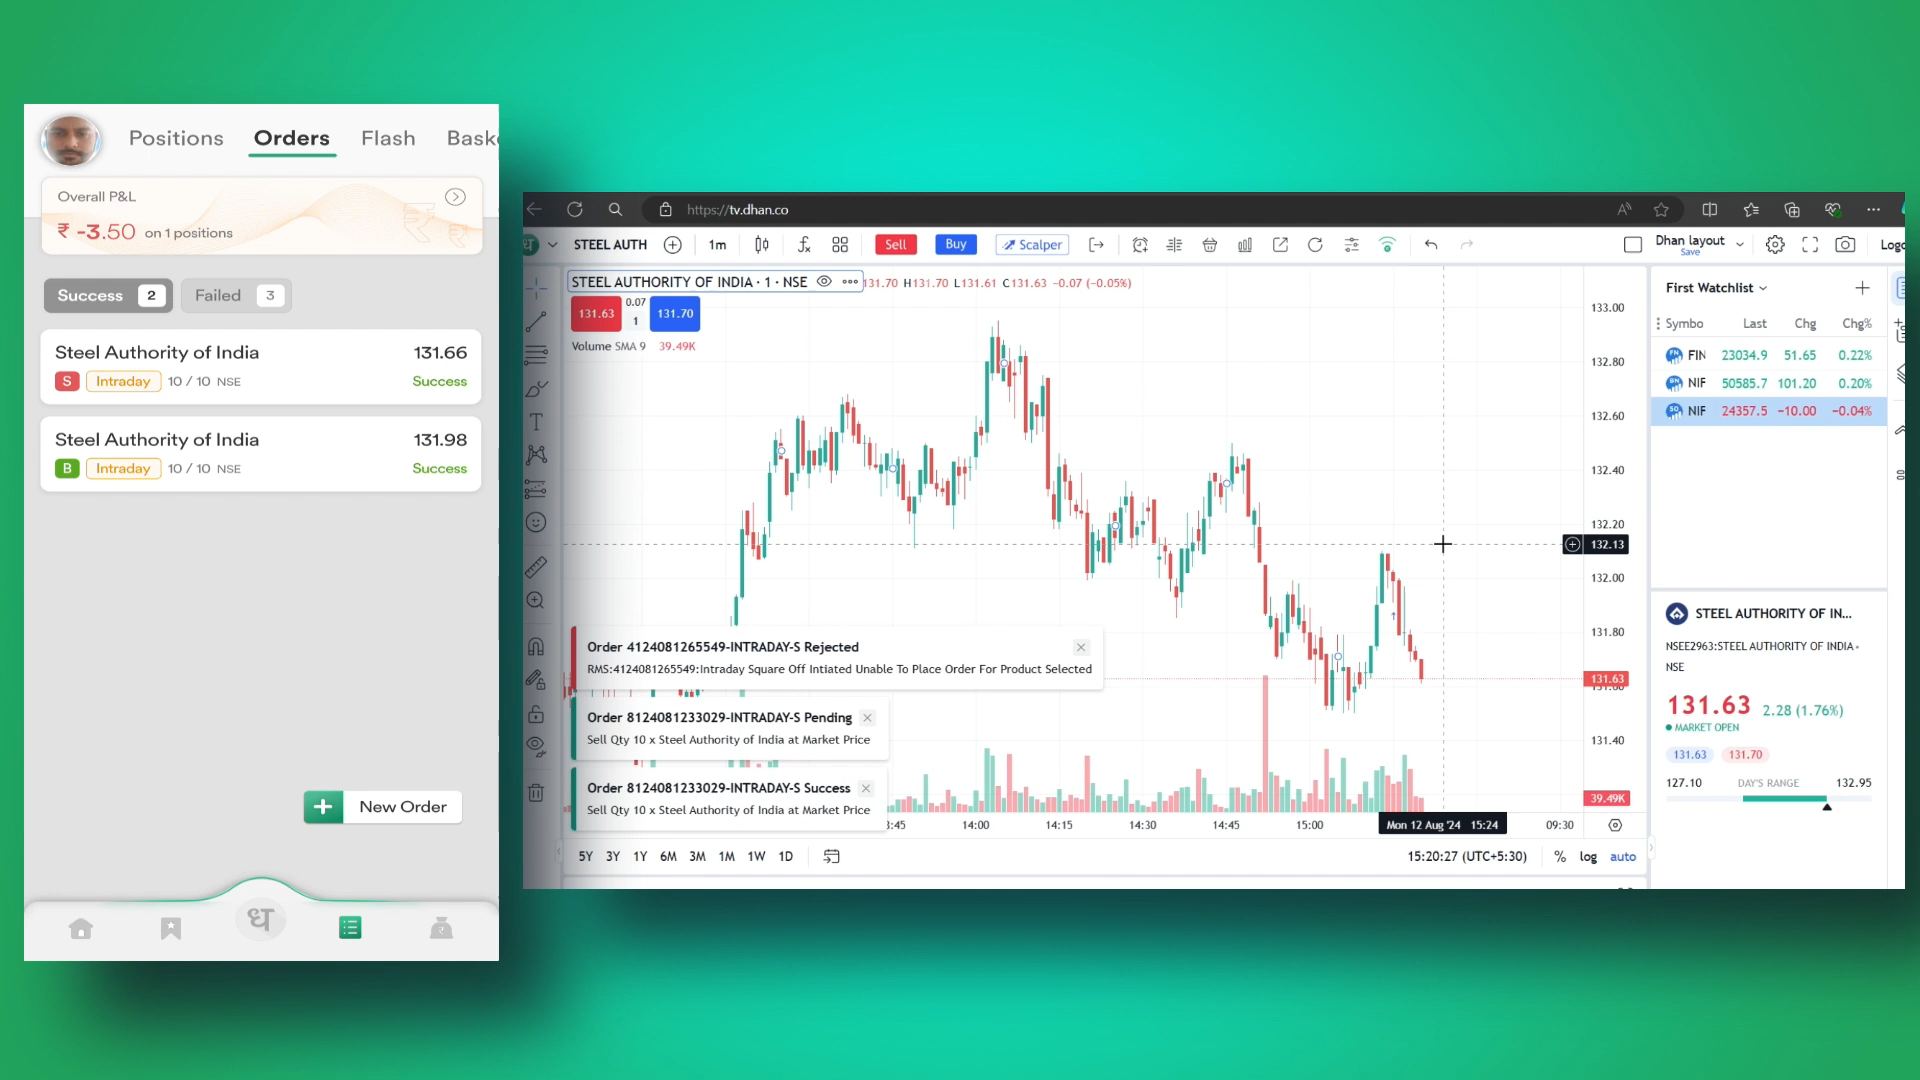 Positions Orders Flash Bask
Overall P&L
₹ -3.50 on 1 positions
Success 2 Failed 3
Steel Authority of India 131.66
S Intraday 10 / 10 NSE Success
Steel Authority of India 131.98
B Intraday 10 / 10 NSE Success
+ New Order
ध
https://tv.dhan.co
STEEL AUTH 1m Sell Buy Scalper Dhan layout
Save
STEEL AUTHORITY OF INDIA · 1 · NSE 131.70 H131.70 L131.61 C131.63 −0.07 (−0.05%)
131.63 0.07 131.70
1
Volume SMA 9 39.49K
133.00
132.80
132.60
132.40
132.20
132.13
132.00
131.80
131.63
131.60
131.40
39.49K
Order 4124081265549-INTRADAY-S Rejected
RMS:4124081265549:Intraday Square Off Intiated Unable To Place Order For Product Selected
Order 8124081233029-INTRADAY-S Pending
Sell Qty 10 x Steel Authority of India at Market Price
Order 8124081233029-INTRADAY-S Success
Sell Qty 10 x Steel Authority of India at Market Price
3:45 14:00 14:15 14:30 14:45 15:00 Mon 12 Aug '24 15:24 09:30
5Y 3Y 1Y 6M 3M 1M 1W 1D 15:20:27 (UTC+5:30) % log auto
First Watchlist
Symbo Last Chg Chg%
FIN 23034.9 51.65 0.22%
NIF 50585.7 101.20 0.20%
NIF 24357.5 −10.00 −0.04%
STEEL AUTHORITY OF IN...
NSEE2963:STEEL AUTHORITY OF INDIA •
NSE
131.63 2.28 (1.76%)
MARKET OPEN
131.63 131.70
127.10 DAY'S RANGE 132.95